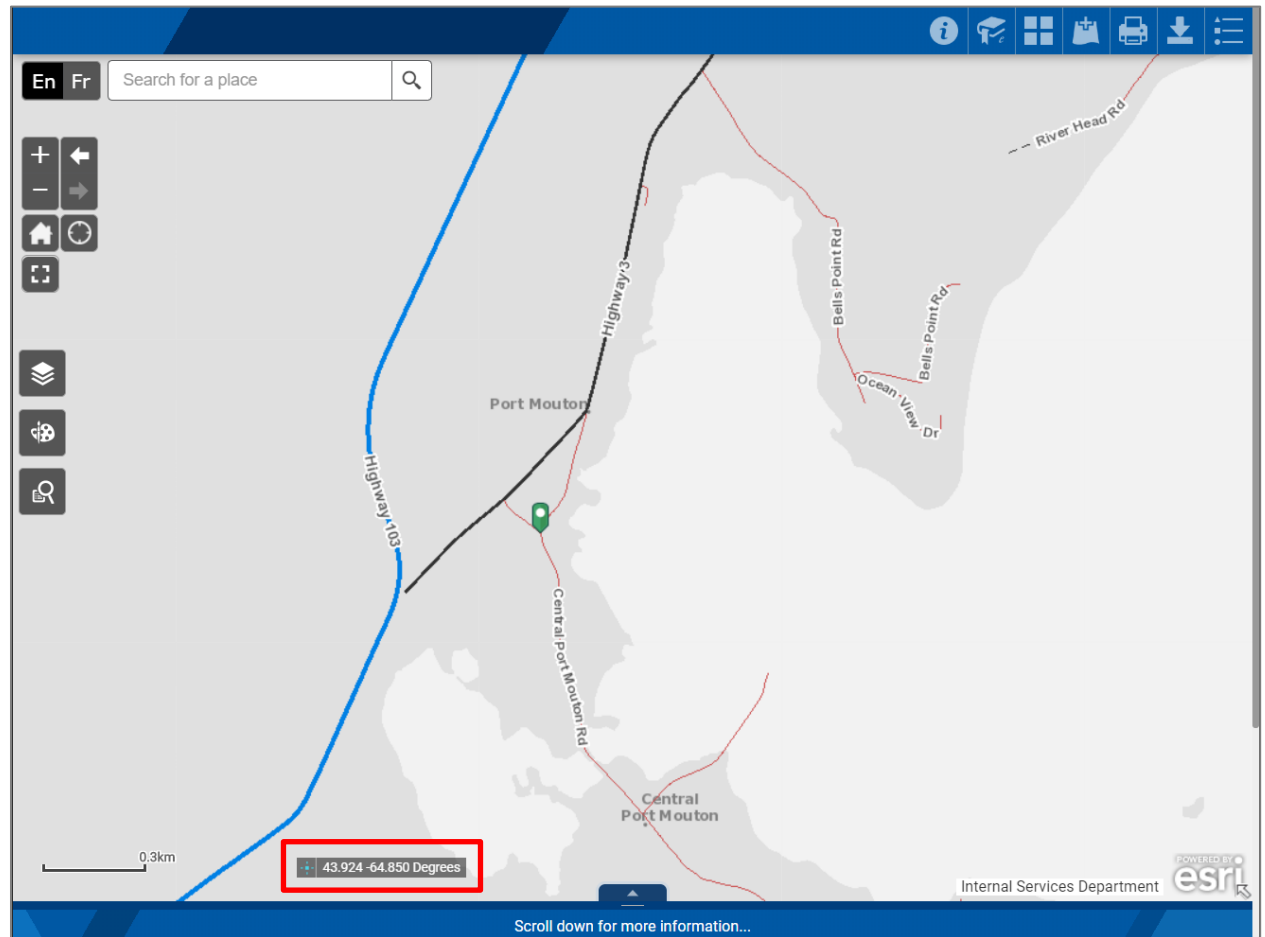 En Fr
Search for a place
River Head Rd
Bells Point Rd
Highway 3
Bells Point Rd
Ocean View Dr
Port Mouton
Highway 103
Central Port Mouton Rd
Central
Port Mouton
0.3km
43.924 -64.850 Degrees
POWERED BY
esri
Internal Services Department
Scroll down for more information...